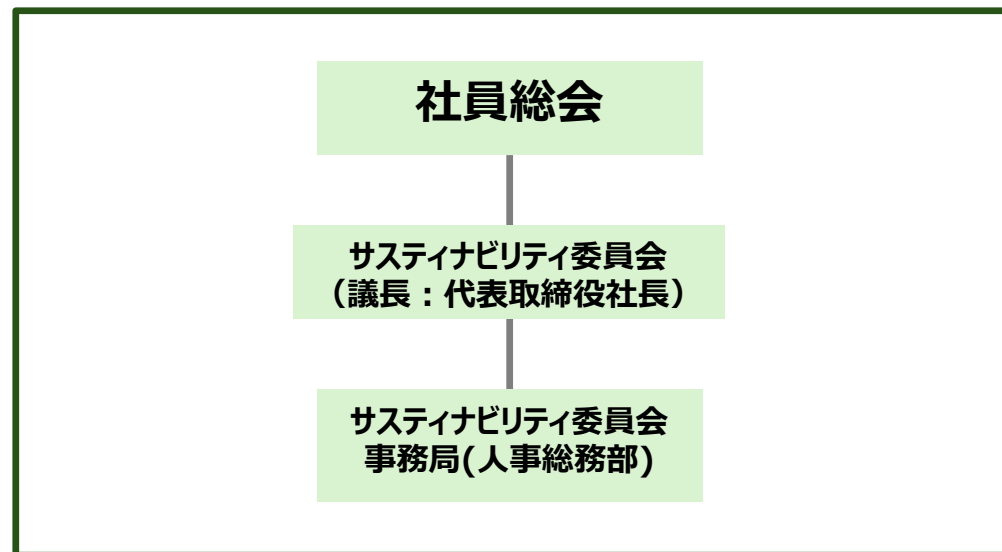 社員総会
サスティナビリティ委員会
（議長：代表取締役社長）
サスティナビリティ委員会
事務局(人事総務部)